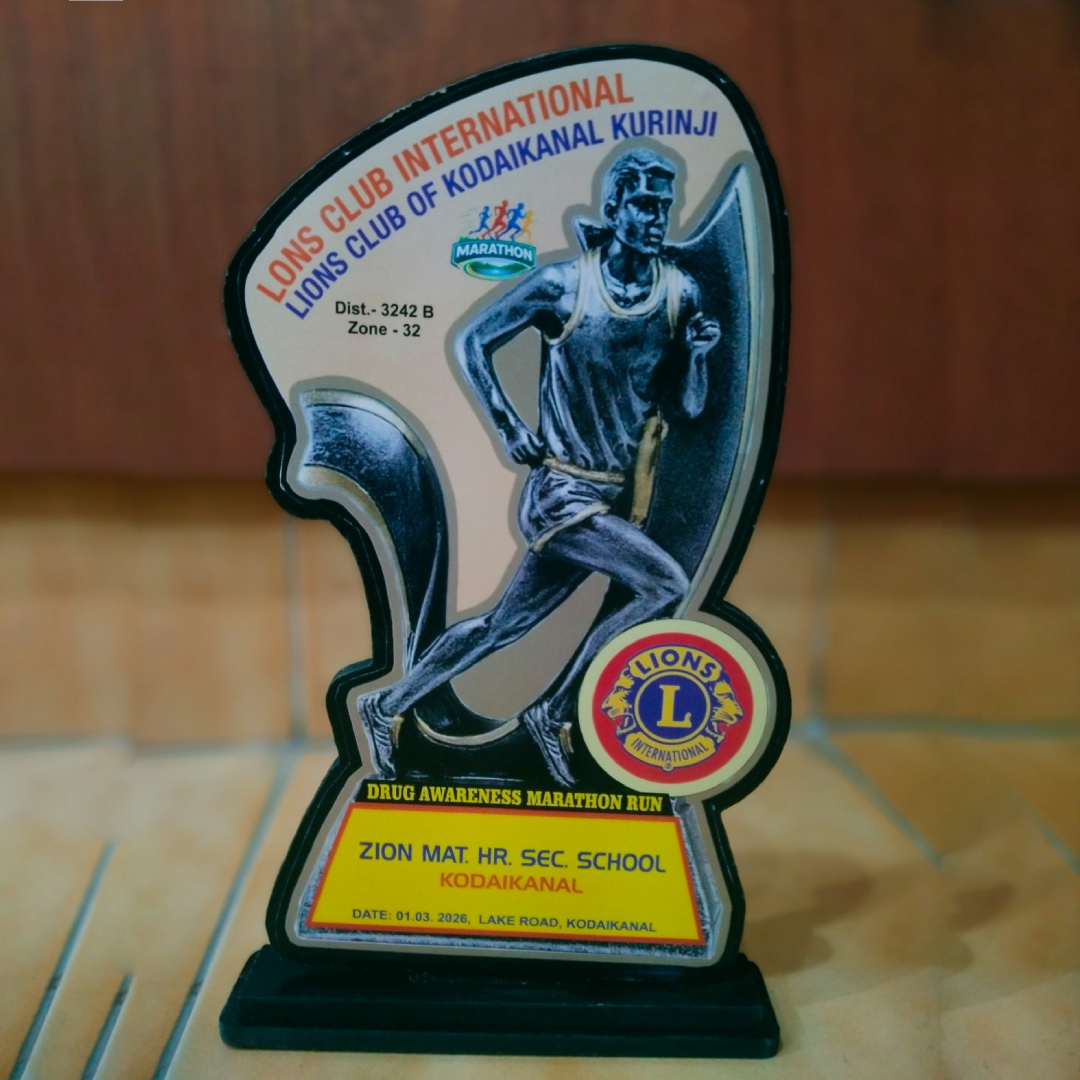 LONS CLUB INTERNATIONAL
LIONS CLUB OF KODAIKANAL KURINJI
MARATHON
Dist.- 3242 B
Zone - 32
LIONS
L
INTERNATIONAL
®
DRUG AWARENESS MARATHON RUN
ZION MAT. HR. SEC. SCHOOL
KODAIKANAL
DATE: 01.03. 2026, LAKE ROAD, KODAIKANAL